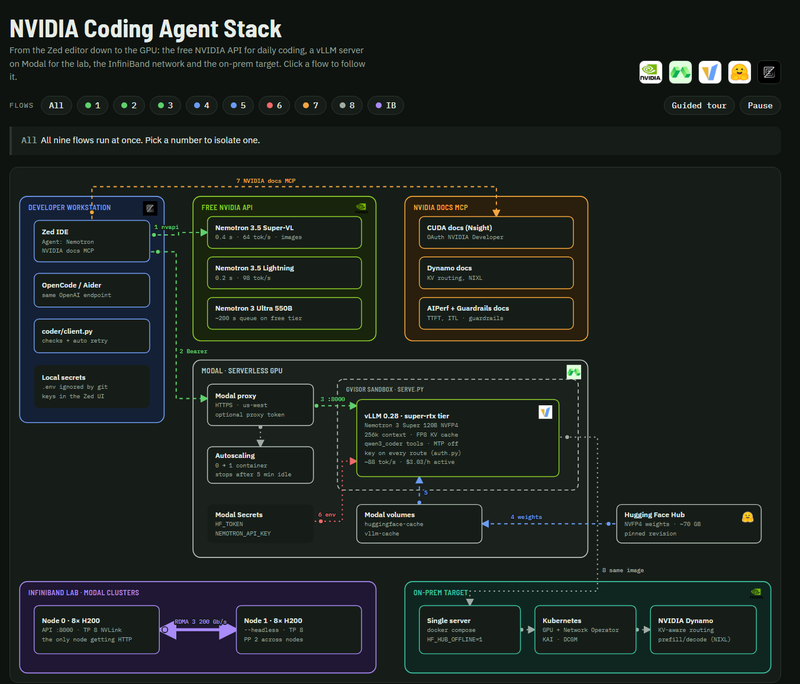 NVIDIA Coding Agent Stack
From the Zed editor down to the GPU: the free NVIDIA API for daily coding, a vLLM server
on Modal for the lab, the InfiniBand network and the on-prem target. Click a flow to follow
it.
NVIDIA
FLOWS All 1 2 3 4 5 6 7 8 IB Guided tour Pause
All All nine flows run at once. Pick a number to isolate one.
7 NVIDIA docs MCP
DEVELOPER WORKSTATION
Zed IDE
Agent: Nemotron
NVIDIA docs MCP
OpenCode / Aider
same OpenAI endpoint
coder/client.py
checks + auto retry
Local secrets
.env ignored by git
keys in the Zed UI
1 nvapi
2 Bearer
FREE NVIDIA API
Nemotron 3.5 Super-VL
0.4 s · 64 tok/s · images
Nemotron 3.5 Lightning
0.2 s · 98 tok/s
Nemotron 3 Ultra 550B
~200 s queue on free tier
NVIDIA DOCS MCP
CUDA docs (Nsight)
OAuth NVIDIA Developer
Dynamo docs
KV routing, NIXL
AIPerf + Guardrails docs
TTFT, ITL · guardrails
MODAL · SERVERLESS GPU
Modal proxy
HTTPS · us-west
optional proxy token
3 :8000
Autoscaling
0 → 1 container
stops after 5 min idle
Modal Secrets
HF_TOKEN
NEMOTRON_API_KEY
6 env
GVISOR SANDBOX · SERVE.PY
vLLM 0.28 · super-rtx tier
Nemotron 3 Super 120B NVFP4
256k context · FP8 KV cache
qwen3_coder tools · MTP off
key on every route (auth.py)
~88 tok/s · $3.03/h active
5
Modal volumes
huggingface-cache
vllm-cache
4 weights
Hugging Face Hub
NVFP4 weights · ~70 GB
pinned revision
8 same image
INFINIBAND LAB · MODAL CLUSTERS
Node 0 · 8× H200
API :8000 · TP 8 NVLink
the only node getting HTTP
RDMA 3 200 Gb/s
Node 1 · 8× H200
--headless · TP 8
PP 2 across nodes
ON-PREM TARGET
Single server
docker compose
HF_HUB_OFFLINE=1
Kubernetes
GPU + Network Operator
KAI · DCGM
NVIDIA Dynamo
KV-aware routing
prefill/decode (NIXL)